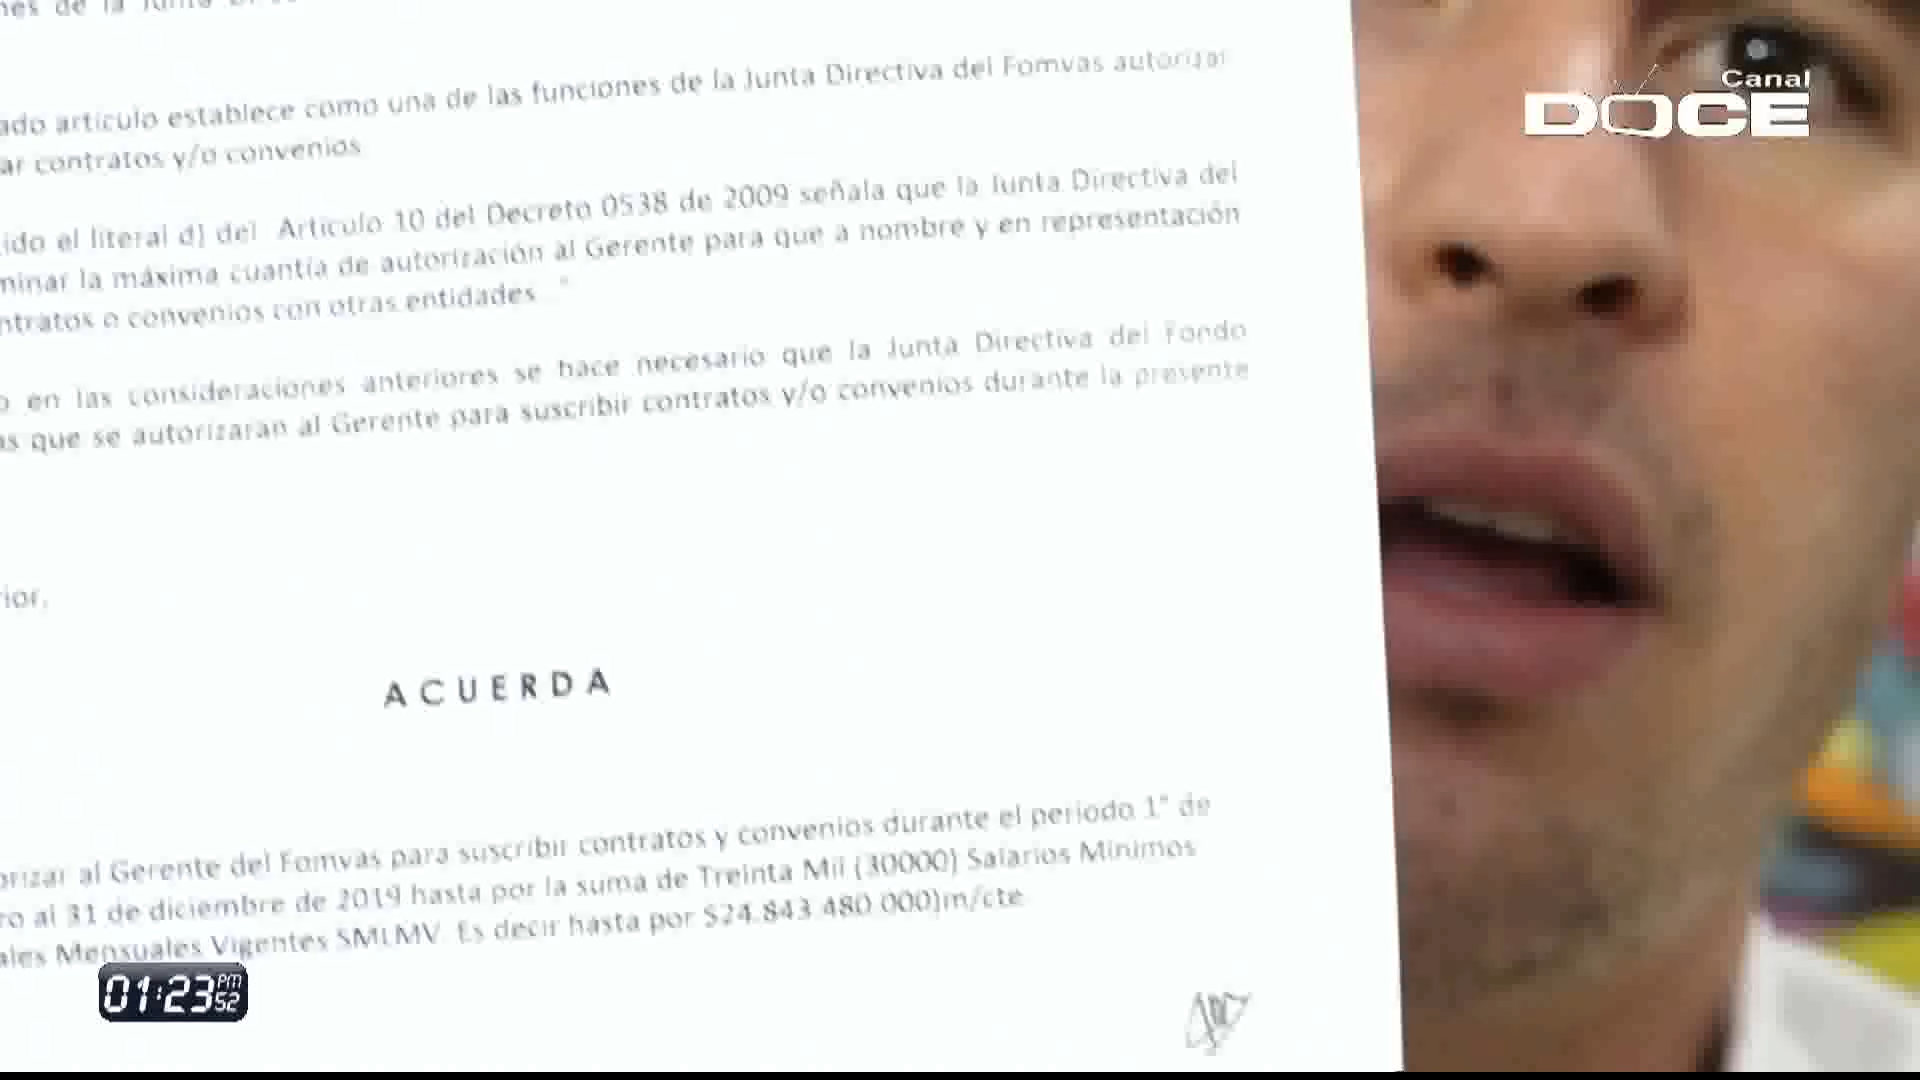 nes de la Junta
ado artículo establece como una de las funciones de la Junta Directiva del Fomvas autorizar
ar contratos y/o convenios
ido el literal d) del Artículo 10 del Decreto 0538 de 2009 señala que la Junta Directiva del
minar la máxima cuantía de autorización al Gerente para que a nombre y en representación
ntratos o convenios con otras entidades..."
o en las consideraciones anteriores se hace necesario que la Junta Directiva del Fondo
as que se autorizaran al Gerente para suscribir contratos y/o convenios durante la presente
rior,
ACUERDA
orizar al Gerente del Fomvas para suscribir contratos y convenios durante el periodo 1° de
ro al 31 de diciembre de 2019 hasta por la suma de Treinta Mil (30000) Salarios Mínimos
ales Mensuales Vigentes SMLMV. Es decir hasta por $24.843.480.000)m/cte
Canal
DOCE
01:23 PM 52